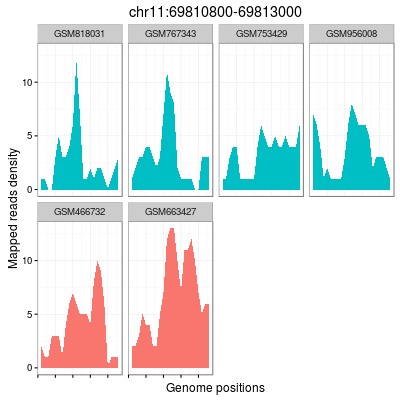 chr11:69810800-69813000
GSM818031 GSM767343 GSM753429 GSM956008
10
5
0
Mapped reads density
GSM466732 GSM663427
10
5
0
Genome positions